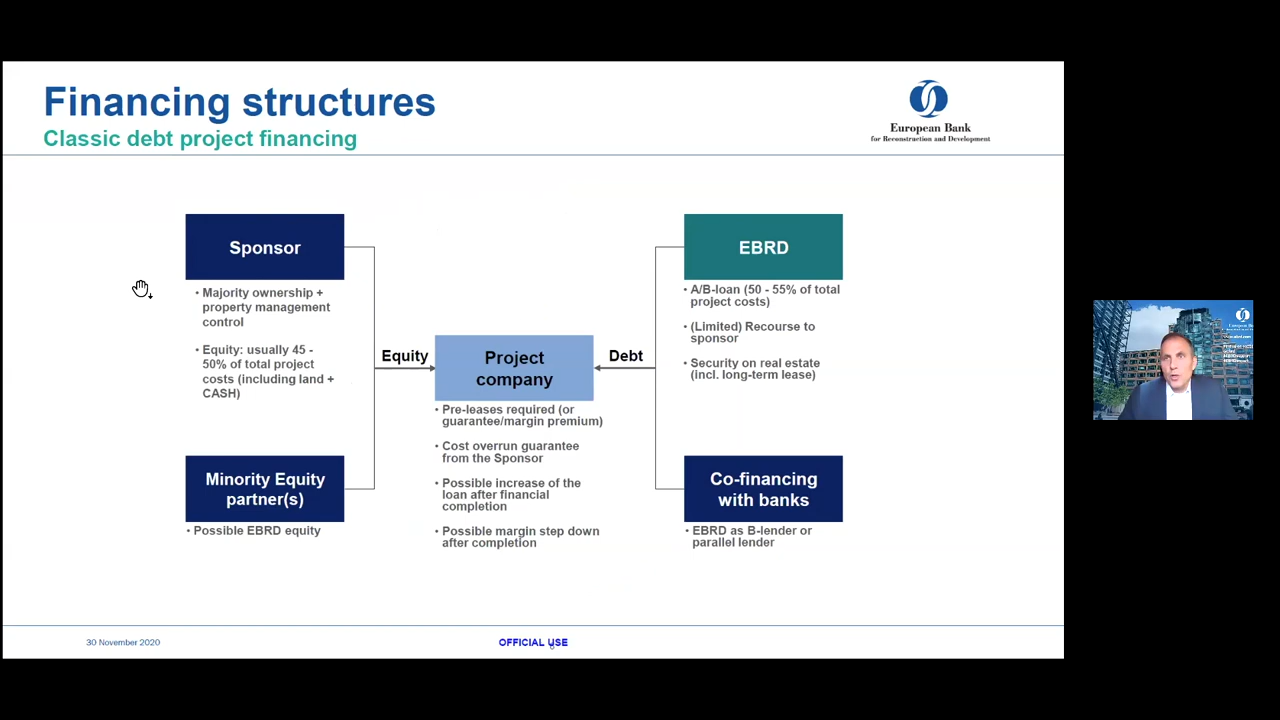 Financing structures
Classic debt project financing
European Bank
for Reconstruction and Development
Sponsor
• Majority ownership +
property management
control
• Equity: usually 45 -
50% of total project
costs (including land +
CASH)
Minority Equity
partner(s)
• Possible EBRD equity
Equity
Project
company
• Pre-leases required (or
guarantee/margin premium)
• Cost overrun guarantee
from the Sponsor
• Possible increase of the
loan after financial
completion
• Possible margin step down
after completion
Debt
EBRD
• A/B-loan (50 - 55% of total
project costs)
• (Limited) Recourse to
sponsor
• Security on real estate
(incl. long-term lease)
Co-financing
with banks
• EBRD as B-lender or
parallel lender
30 November 2020
OFFICIAL USE
European Bank